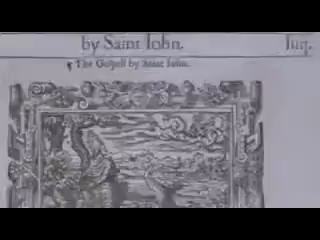 by Saint Iohn.
¶ The Gospell by Saint Iohn.